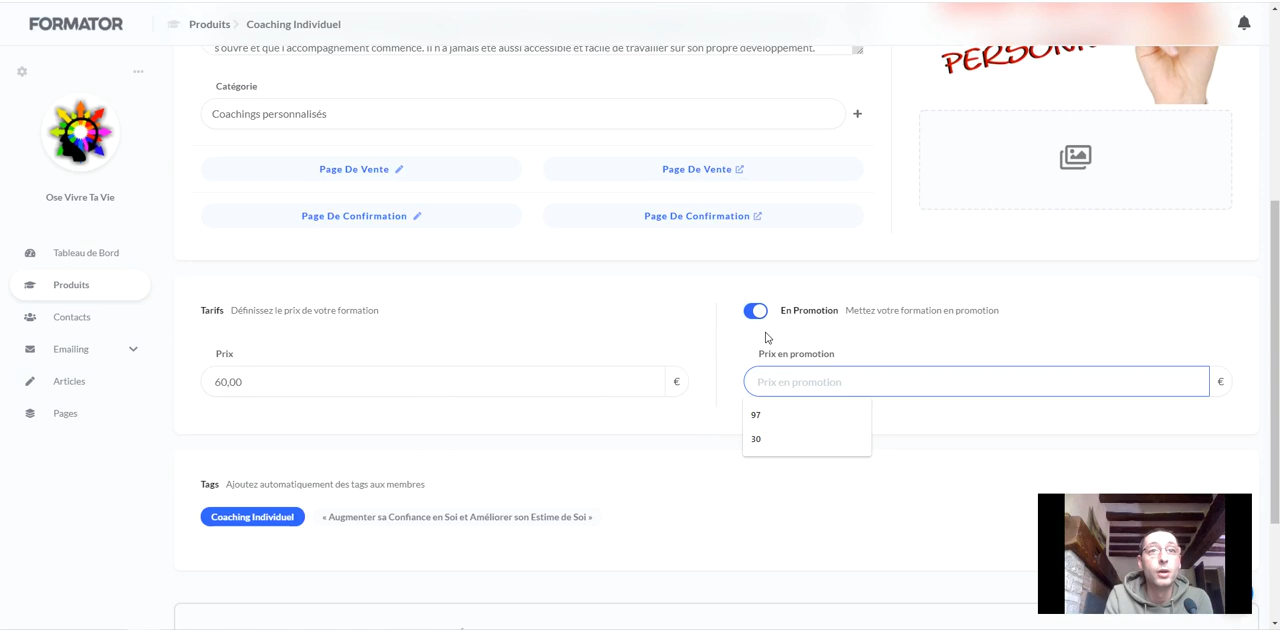 FORMATOR
Produits
Coaching Individuel
s'ouvre et que l'accompagnement commence. Il n'a jamais été aussi accessible et facile de travailler sur son propre développement.
Catégorie
Coachings personnalisés
Page De Vente
Page De Vente
Page De Confirmation
Page De Confirmation
Ose Vivre Ta Vie
Tableau de Bord
Produits
Contacts
Emailing
Articles
Pages
Tarifs Définissez le prix de votre formation
Prix
60,00 €
En Promotion Mettez votre formation en promotion
Prix en promotion
Prix en promotion €
97
30
Tags Ajoutez automatiquement des tags aux membres
Coaching Individuel
« Augmenter sa Confiance en Soi et Améliorer son Estime de Soi »